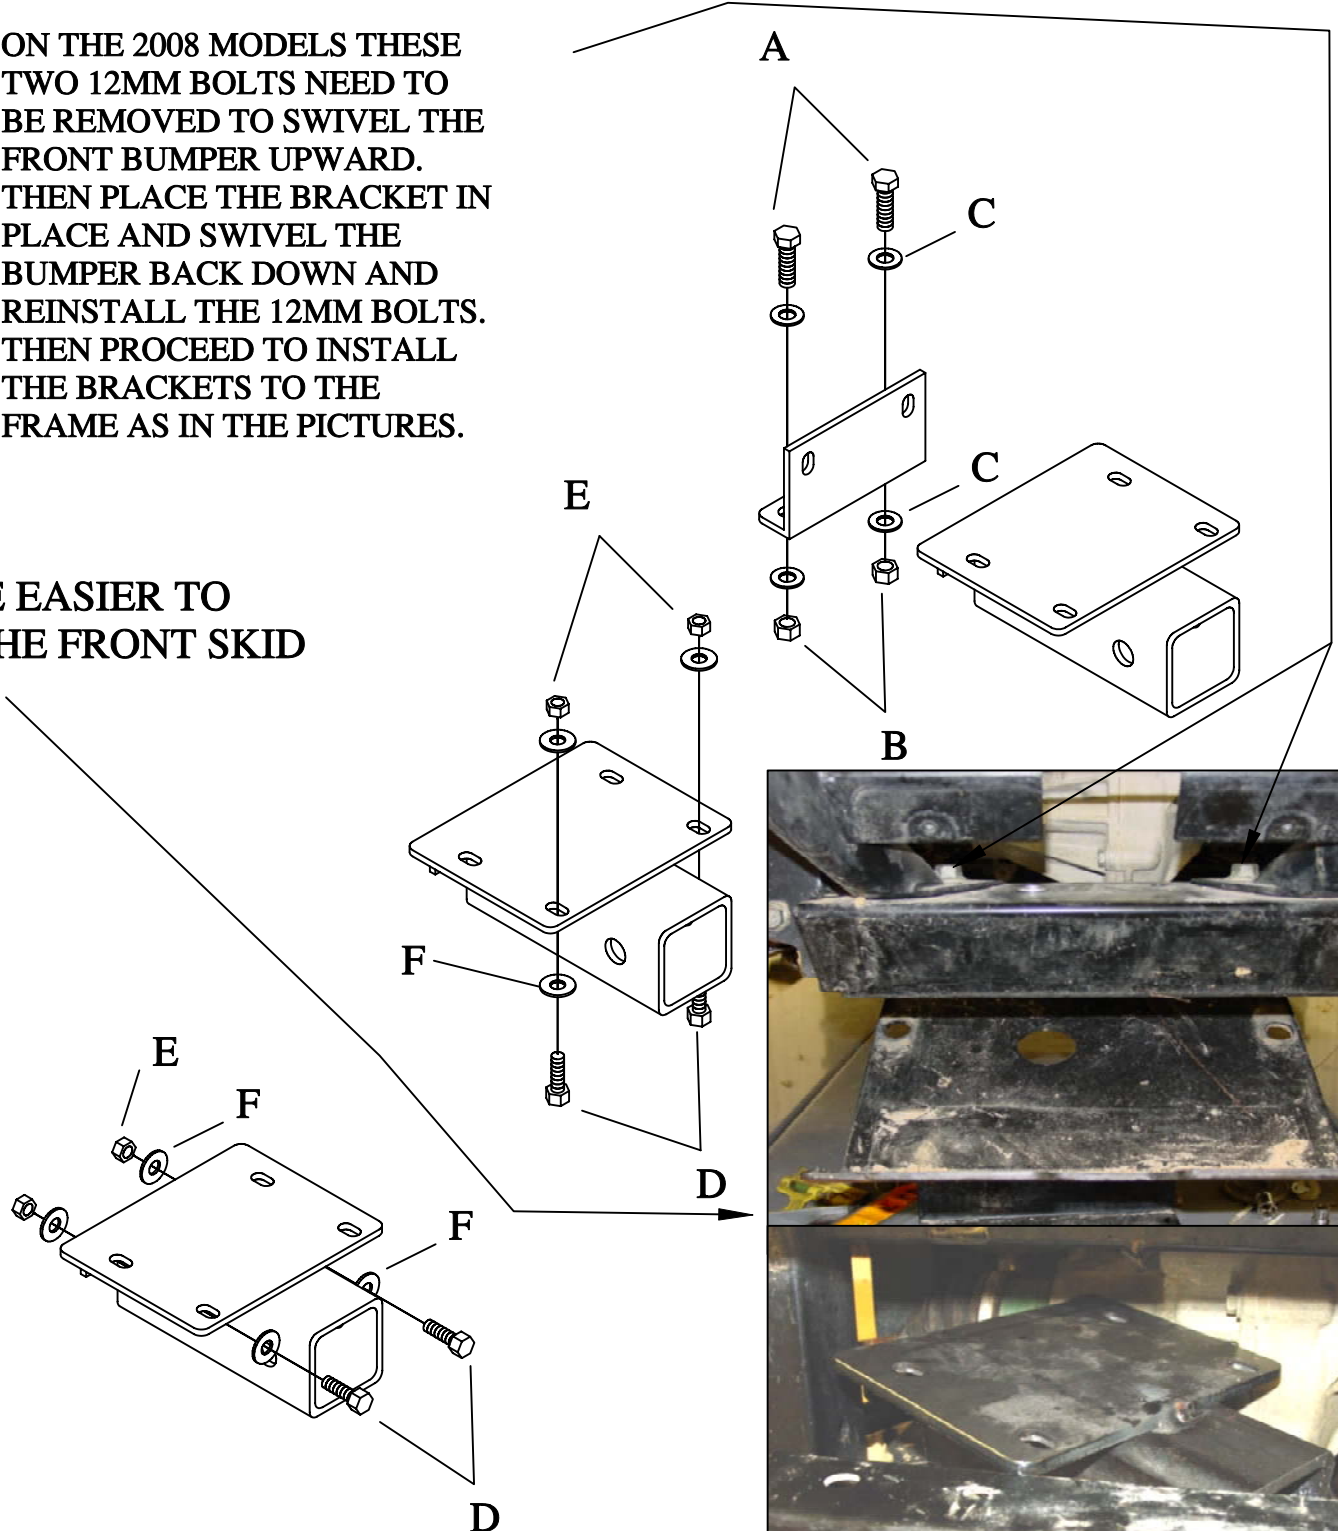 ON THE 2008 MODELS THESE
TWO 12MM BOLTS NEED TO
BE REMOVED TO SWIVEL THE
FRONT BUMPER UPWARD.
THEN PLACE THE BRACKET IN
PLACE AND SWIVEL THE
BUMPER BACK DOWN AND
REINSTALL THE 12MM BOLTS.
THEN PROCEED TO INSTALL
THE BRACKETS TO THE
FRAME AS IN THE PICTURES.
A
C
C
E
EASIER TO
FRONT SKID
B
F
E
F
D
F
D